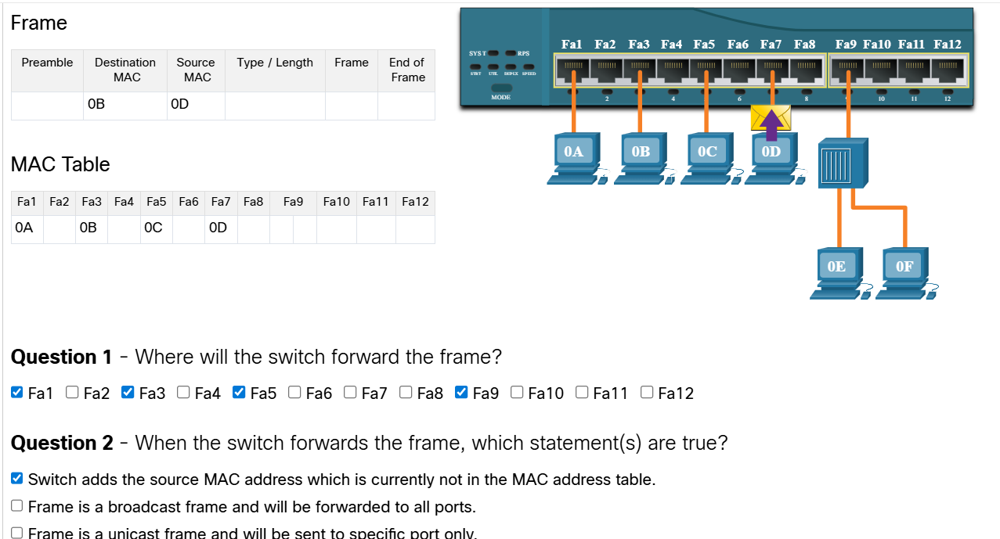 Frame
Preamble Destination MAC Source MAC Type / Length Frame End of Frame
0B 0D
MAC Table
Fa1 Fa2 Fa3 Fa4 Fa5 Fa6 Fa7 Fa8 Fa9 Fa10 Fa11 Fa12
0A 0B 0C 0D
Fa1 Fa2 Fa3 Fa4 Fa5 Fa6 Fa7 Fa8 Fa9 Fa10 Fa11 Fa12
SYST RPS
STRT UTIL DUPLX SPEED
MODE
2 4 6 8 9 10 11 12
0A 0B 0C 0D
0E 0F
Question 1 - Where will the switch forward the frame?
Fa1 Fa2 Fa3 Fa4 Fa5 Fa6 Fa7 Fa8 Fa9 Fa10 Fa11 Fa12
Question 2 - When the switch forwards the frame, which statement(s) are true?
Switch adds the source MAC address which is currently not in the MAC address table.
Frame is a broadcast frame and will be forwarded to all ports.
Frame is a unicast frame and will be sent to specific port only.